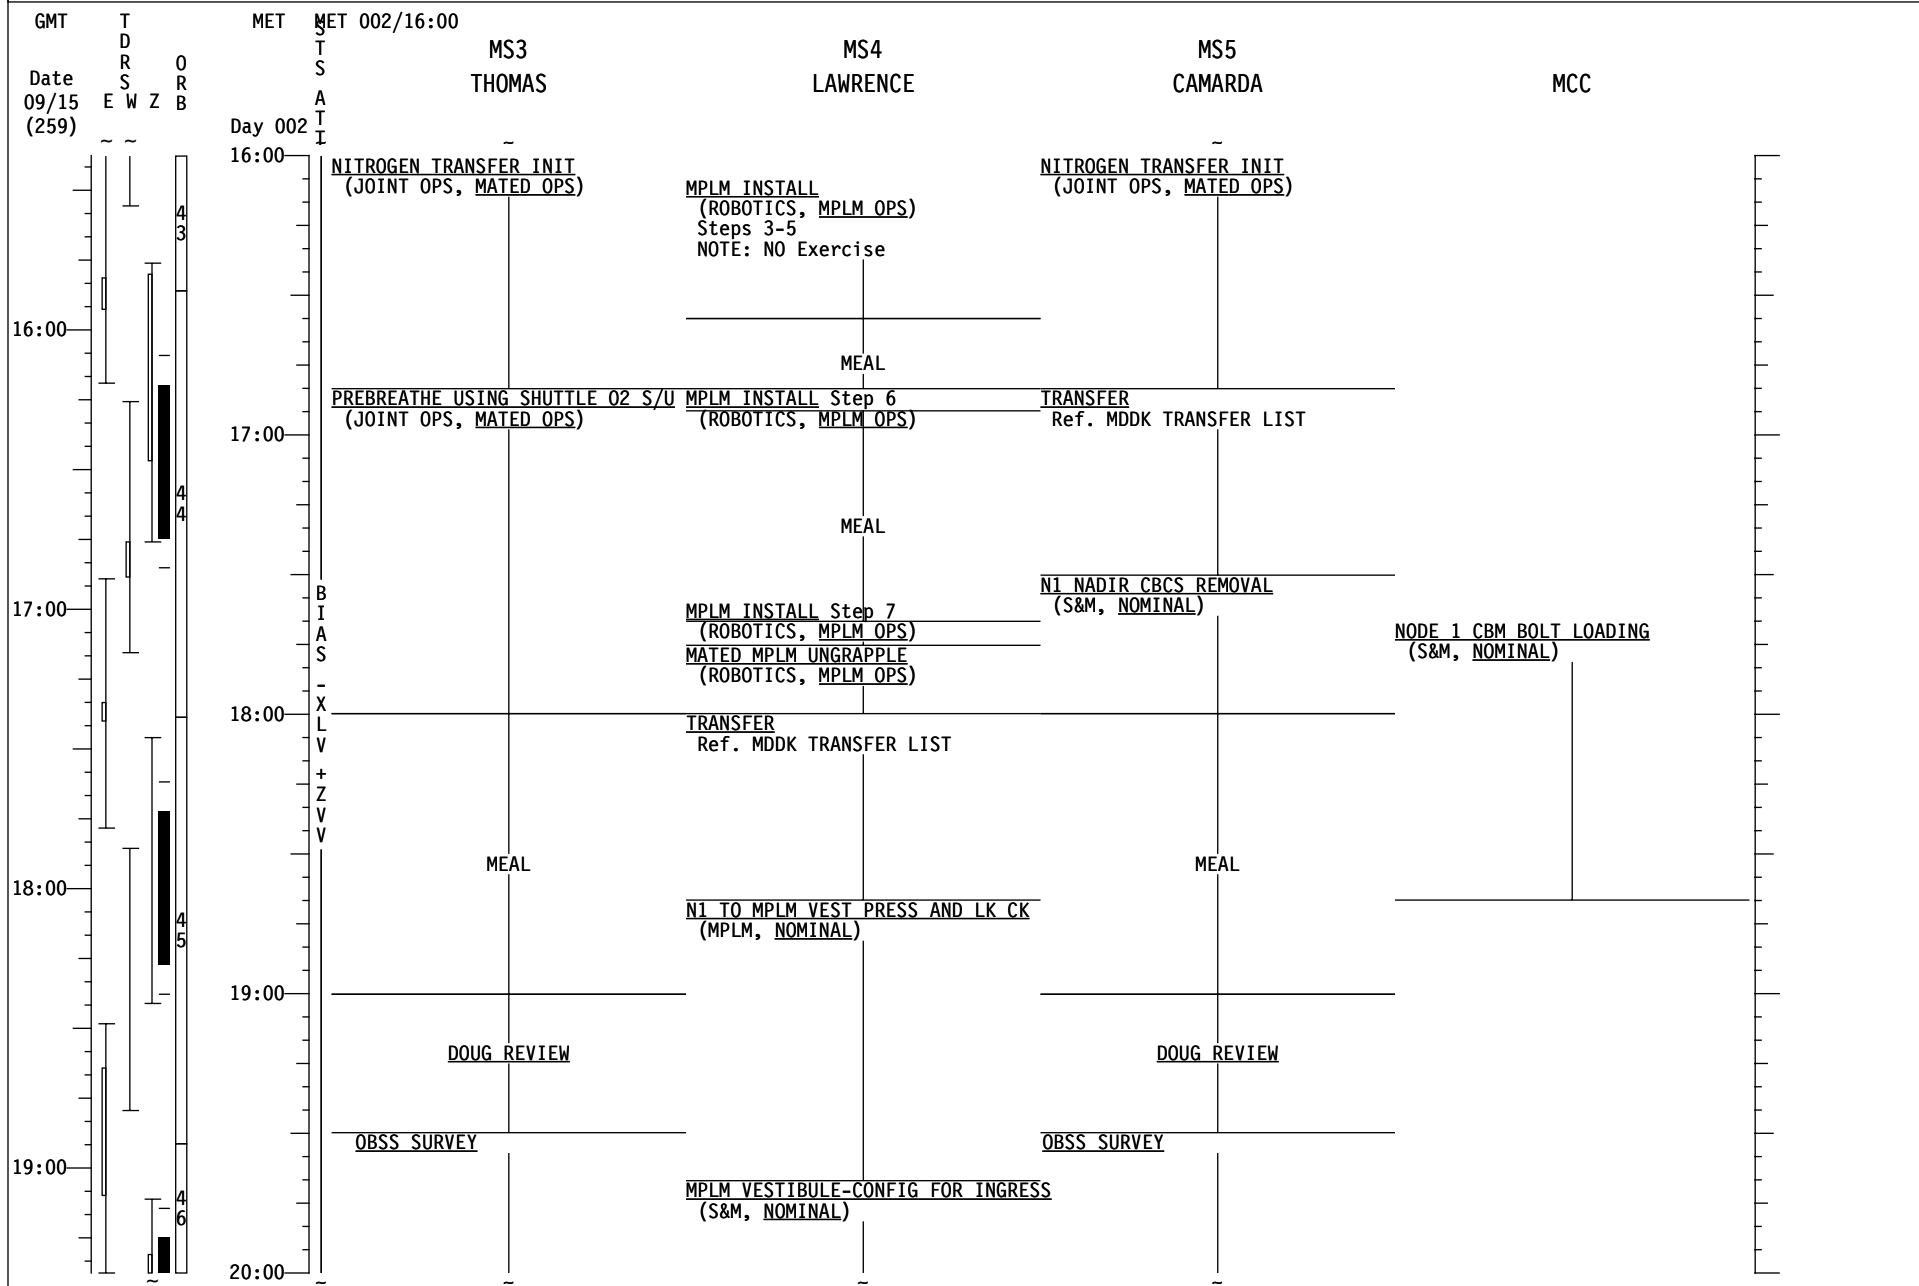 GMT
Date
09/15
(259)
TDRS
E W Z
ORB
MET
Day 002
STS ATT
MET 002/16:00
MS3
THOMAS
MS4
LAWRENCE
MS5
CAMARDA
MCC
~ ~ ~ ~ ~
16:00
NITROGEN TRANSFER INIT
(JOINT OPS, MATED OPS)
MPLM INSTALL
(ROBOTICS, MPLM OPS)
Steps 3-5
NOTE: NO Exercise
NITROGEN TRANSFER INIT
(JOINT OPS, MATED OPS)
43
16:00
MEAL
PREBREATHE USING SHUTTLE O2 S/U
(JOINT OPS, MATED OPS)
MPLM INSTALL Step 6
(ROBOTICS, MPLM OPS)
TRANSFER
Ref. MDDK TRANSFER LIST
17:00
44
MEAL
BIAS -XLV +ZVV
N1 NADIR CBCS REMOVAL
(S&M, NOMINAL)
17:00
MPLM INSTALL Step 7
(ROBOTICS, MPLM OPS)
MATED MPLM UNGRAPPLE
(ROBOTICS, MPLM OPS)
NODE 1 CBM BOLT LOADING
(S&M, NOMINAL)
18:00
TRANSFER
Ref. MDDK TRANSFER LIST
MEAL
MEAL
18:00
45
N1 TO MPLM VEST PRESS AND LK CK
(MPLM, NOMINAL)
19:00
DOUG REVIEW
DOUG REVIEW
OBSS SURVEY
OBSS SURVEY
19:00
46
MPLM VESTIBULE-CONFIG FOR INGRESS
(S&M, NOMINAL)
20:00
~ ~ ~ ~ ~